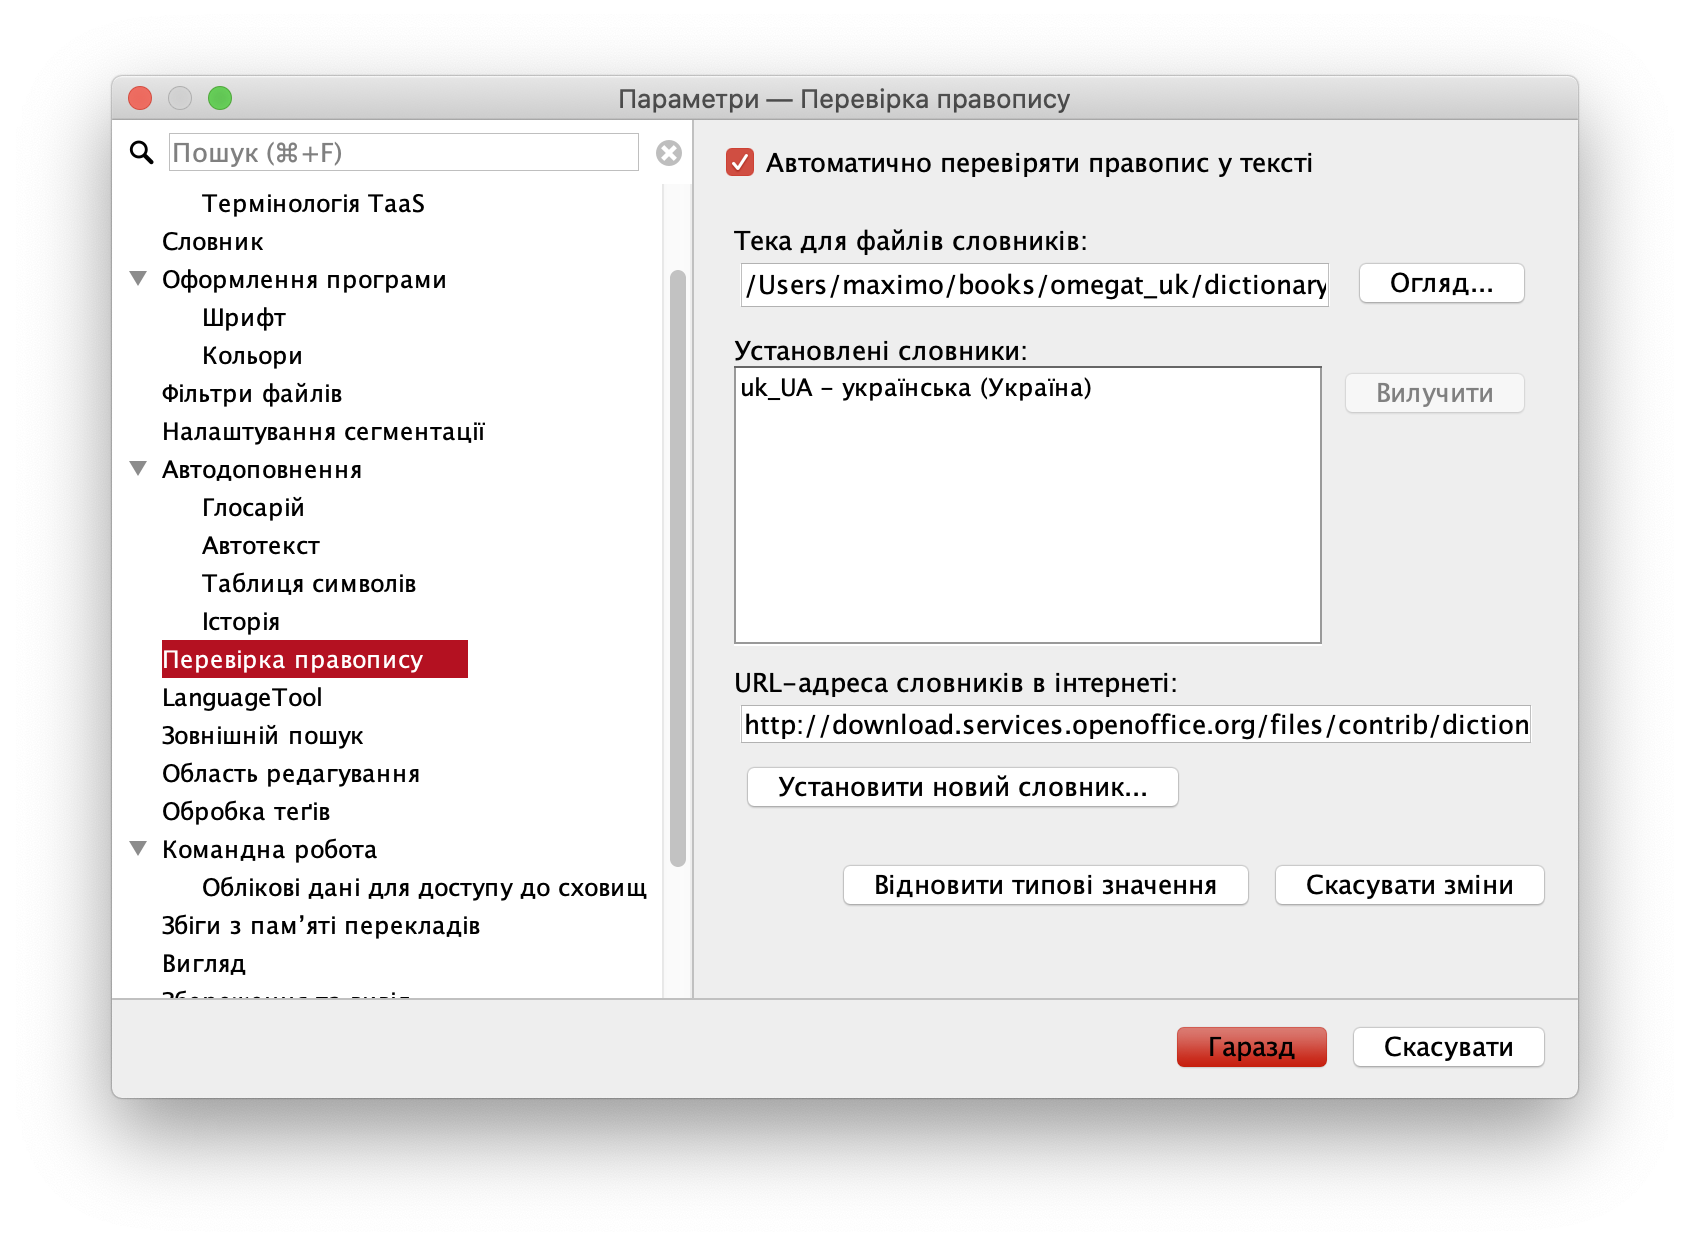 Параметри — Перевірка правопису
Пошук (⌘+F)
Термінологія TaaS
Словник
Оформлення програми
Шрифт
Кольори
Фільтри файлів
Налаштування сегментації
Автодоповнення
Глосарій
Автотекст
Таблиця символів
Історія
Перевірка правопису
LanguageTool
Зовнішній пошук
Область редагування
Обробка теґів
Командна робота
Облікові дані для доступу до сховищ
Збіги з пам’яті перекладів
Вигляд
Збереження та вивід
Автоматично перевіряти правопис у тексті
Тека для файлів словників:
/Users/maximo/books/omegat_uk/dictionary
Огляд...
Установлені словники:
uk_UA – українська (Україна)
Вилучити
URL-адреса словників в інтернеті:
http://download.services.openoffice.org/files/contrib/diction
Установити новий словник...
Відновити типові значення
Скасувати зміни
Гаразд
Скасувати